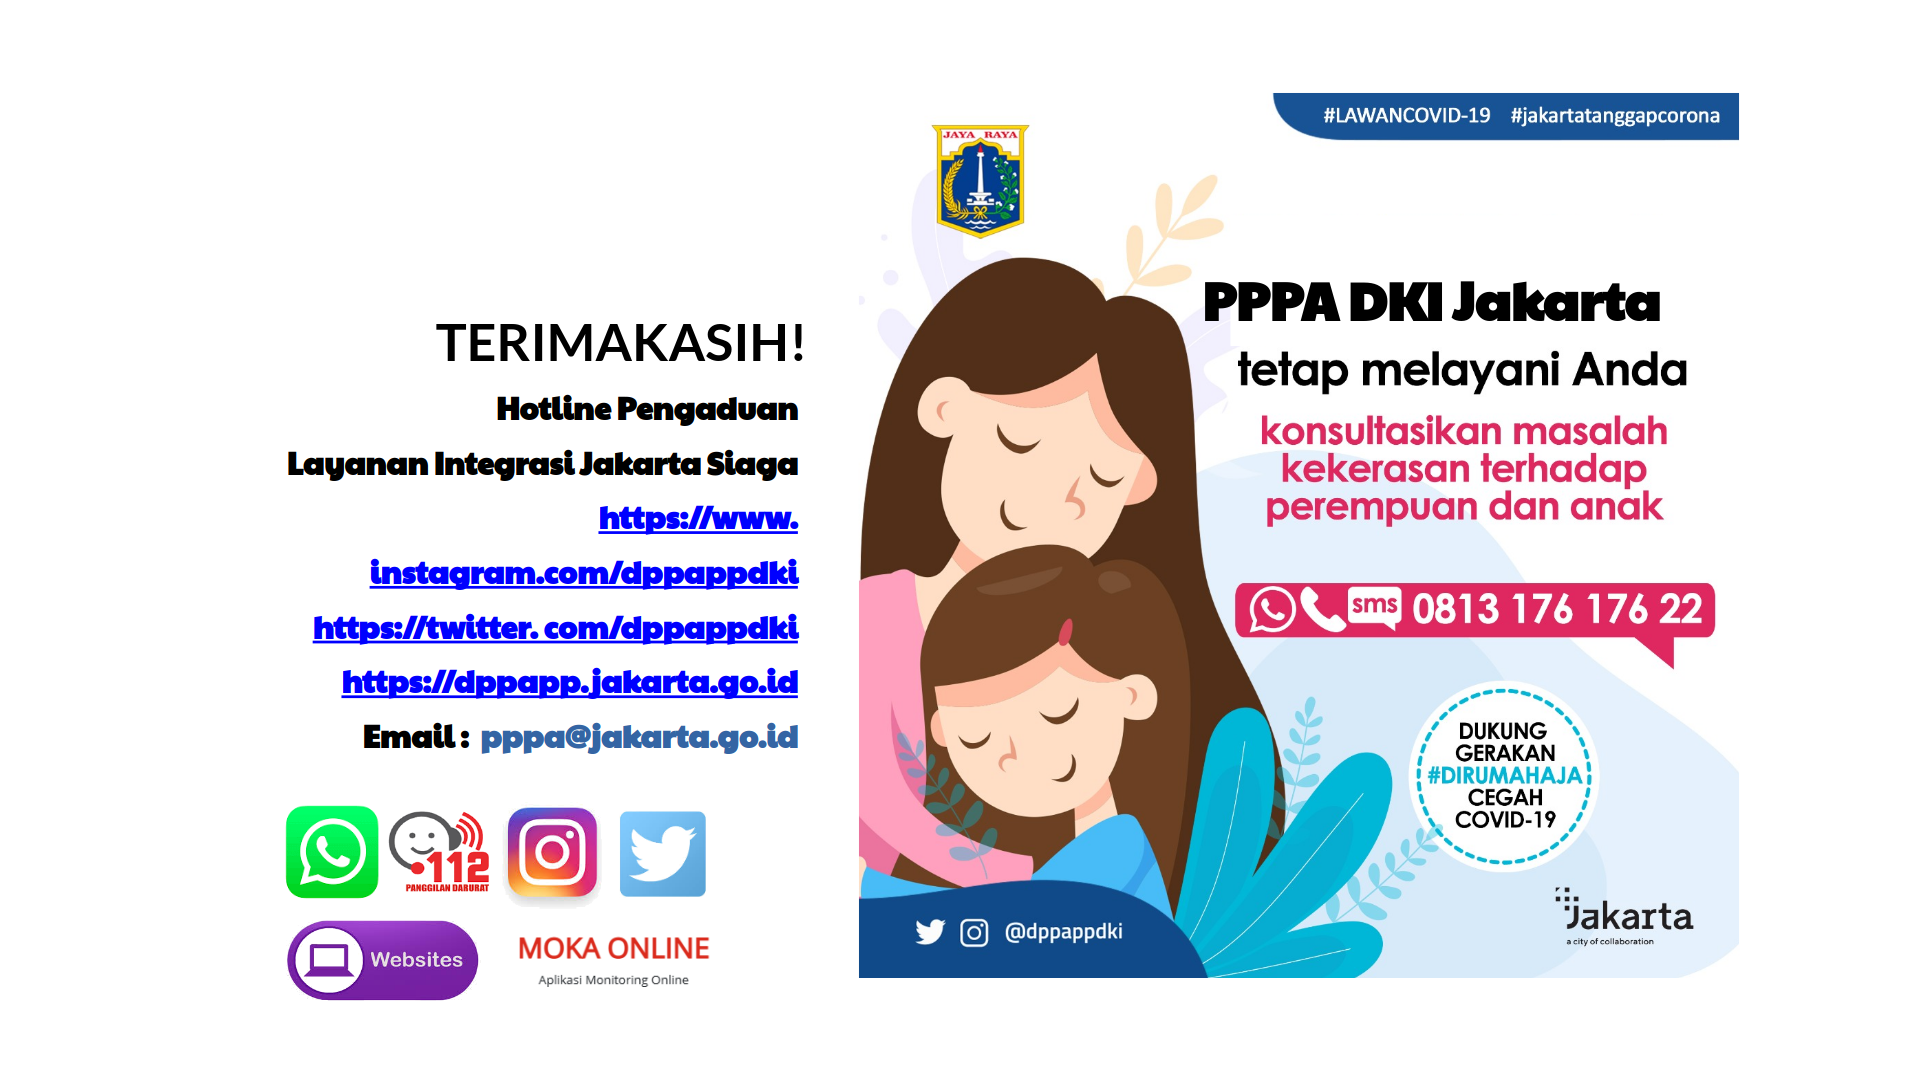 TERIMAKASIH!
Hotline Pengaduan
Layanan Integrasi Jakarta Siaga
https://www.
instagram.com/dppappdki
https://twitter. com/dppappdki
https://dppapp.jakarta.go.id
Email : pppa@jakarta.go.id
112
PANGGILAN DARURAT
Websites
MOKA ONLINE
Aplikasi Monitoring Online
#LAWANCOVID-19 #jakartatanggapcorona
JAYA RAYA
PPPA DKI Jakarta
tetap melayani Anda
konsultasikan masalah
kekerasan terhadap
perempuan dan anak
sms 0813 176 176 22
DUKUNG
GERAKAN
#DIRUMAHAJA
CEGAH
COVID-19
@dppappdki
jakarta
a city of collaboration